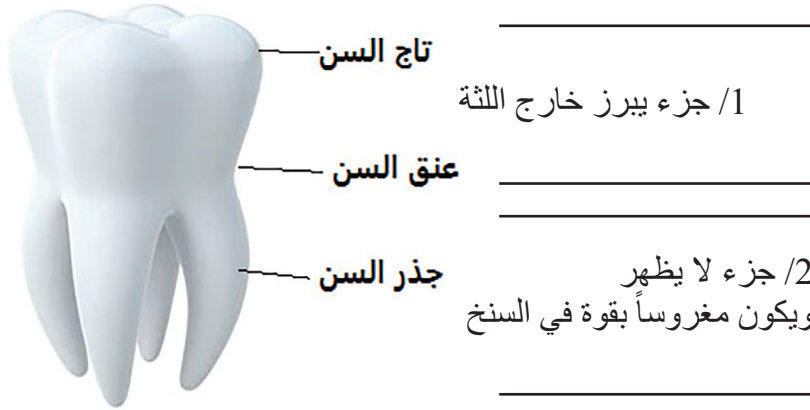 تاج السن
1/ جزء يبرز خارج اللثة
عنق السن
جذر السن
2/ جزء لا يظهر
ويكون مغروساً بقوة في السنخ